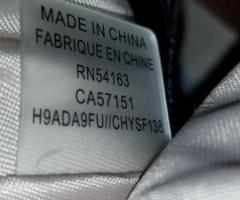 MADE IN CHINA
FABRIQUE EN CHINE
RN54163
CA57151
H9ADA9FU//CHYSF138